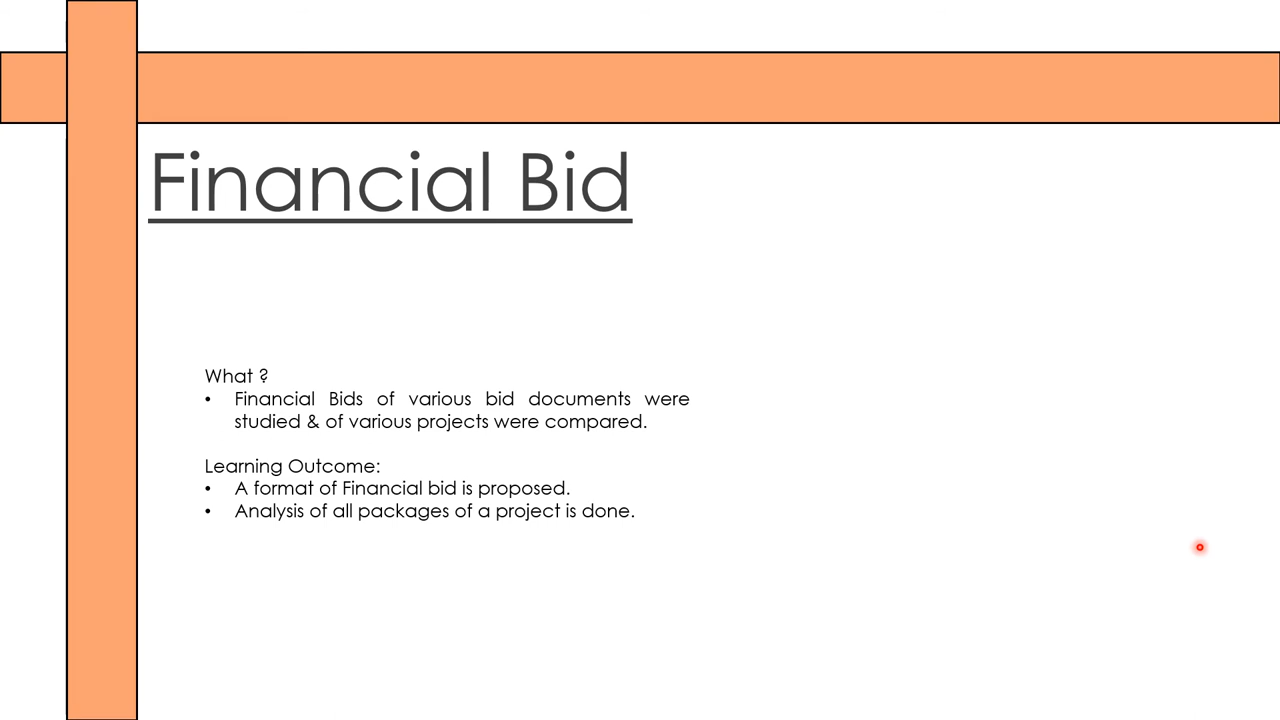 Financial Bid
What ?
• Financial Bids of various bid documents were
studied & of various projects were compared.
Learning Outcome:
• A format of Financial bid is proposed.
• Analysis of all packages of a project is done.